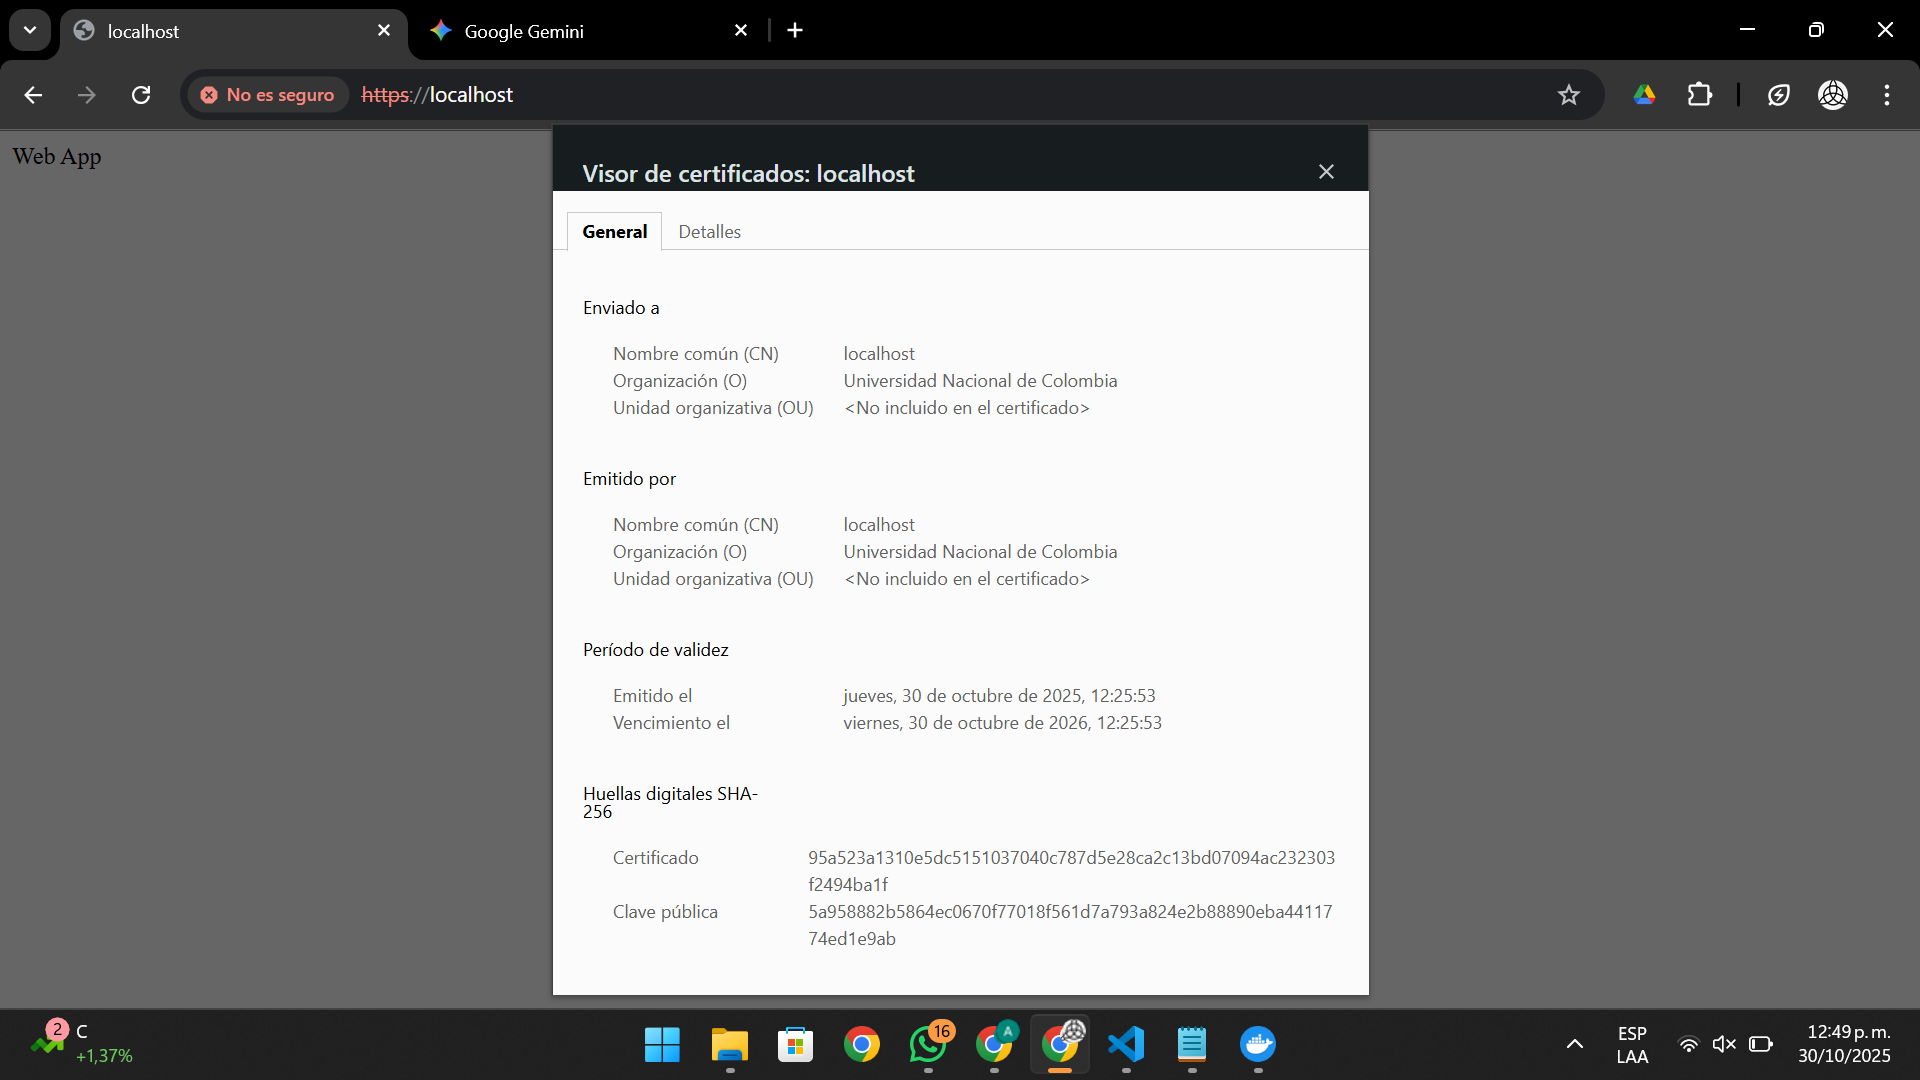 localhost
Google Gemini
No es seguro
https://localhost
Web App
Visor de certificados: localhost
General
Detalles
Enviado a
Nombre común (CN) localhost
Organización (O) Universidad Nacional de Colombia
Unidad organizativa (OU) <No incluido en el certificado>
Emitido por
Nombre común (CN) localhost
Organización (O) Universidad Nacional de Colombia
Unidad organizativa (OU) <No incluido en el certificado>
Período de validez
Emitido el jueves, 30 de octubre de 2025, 12:25:53
Vencimiento el viernes, 30 de octubre de 2026, 12:25:53
Huellas digitales SHA-
256
Certificado 95a523a1310e5dc5151037040c787d5e28ca2c13bd07094ac232303
f2494ba1f
Clave pública 5a958882b5864ec0670f77018f561d7a793a824e2b88890eba44117
74ed1e9ab
2
C
+1,37%
16
A
ESP
LAA
12:49 p. m.
30/10/2025